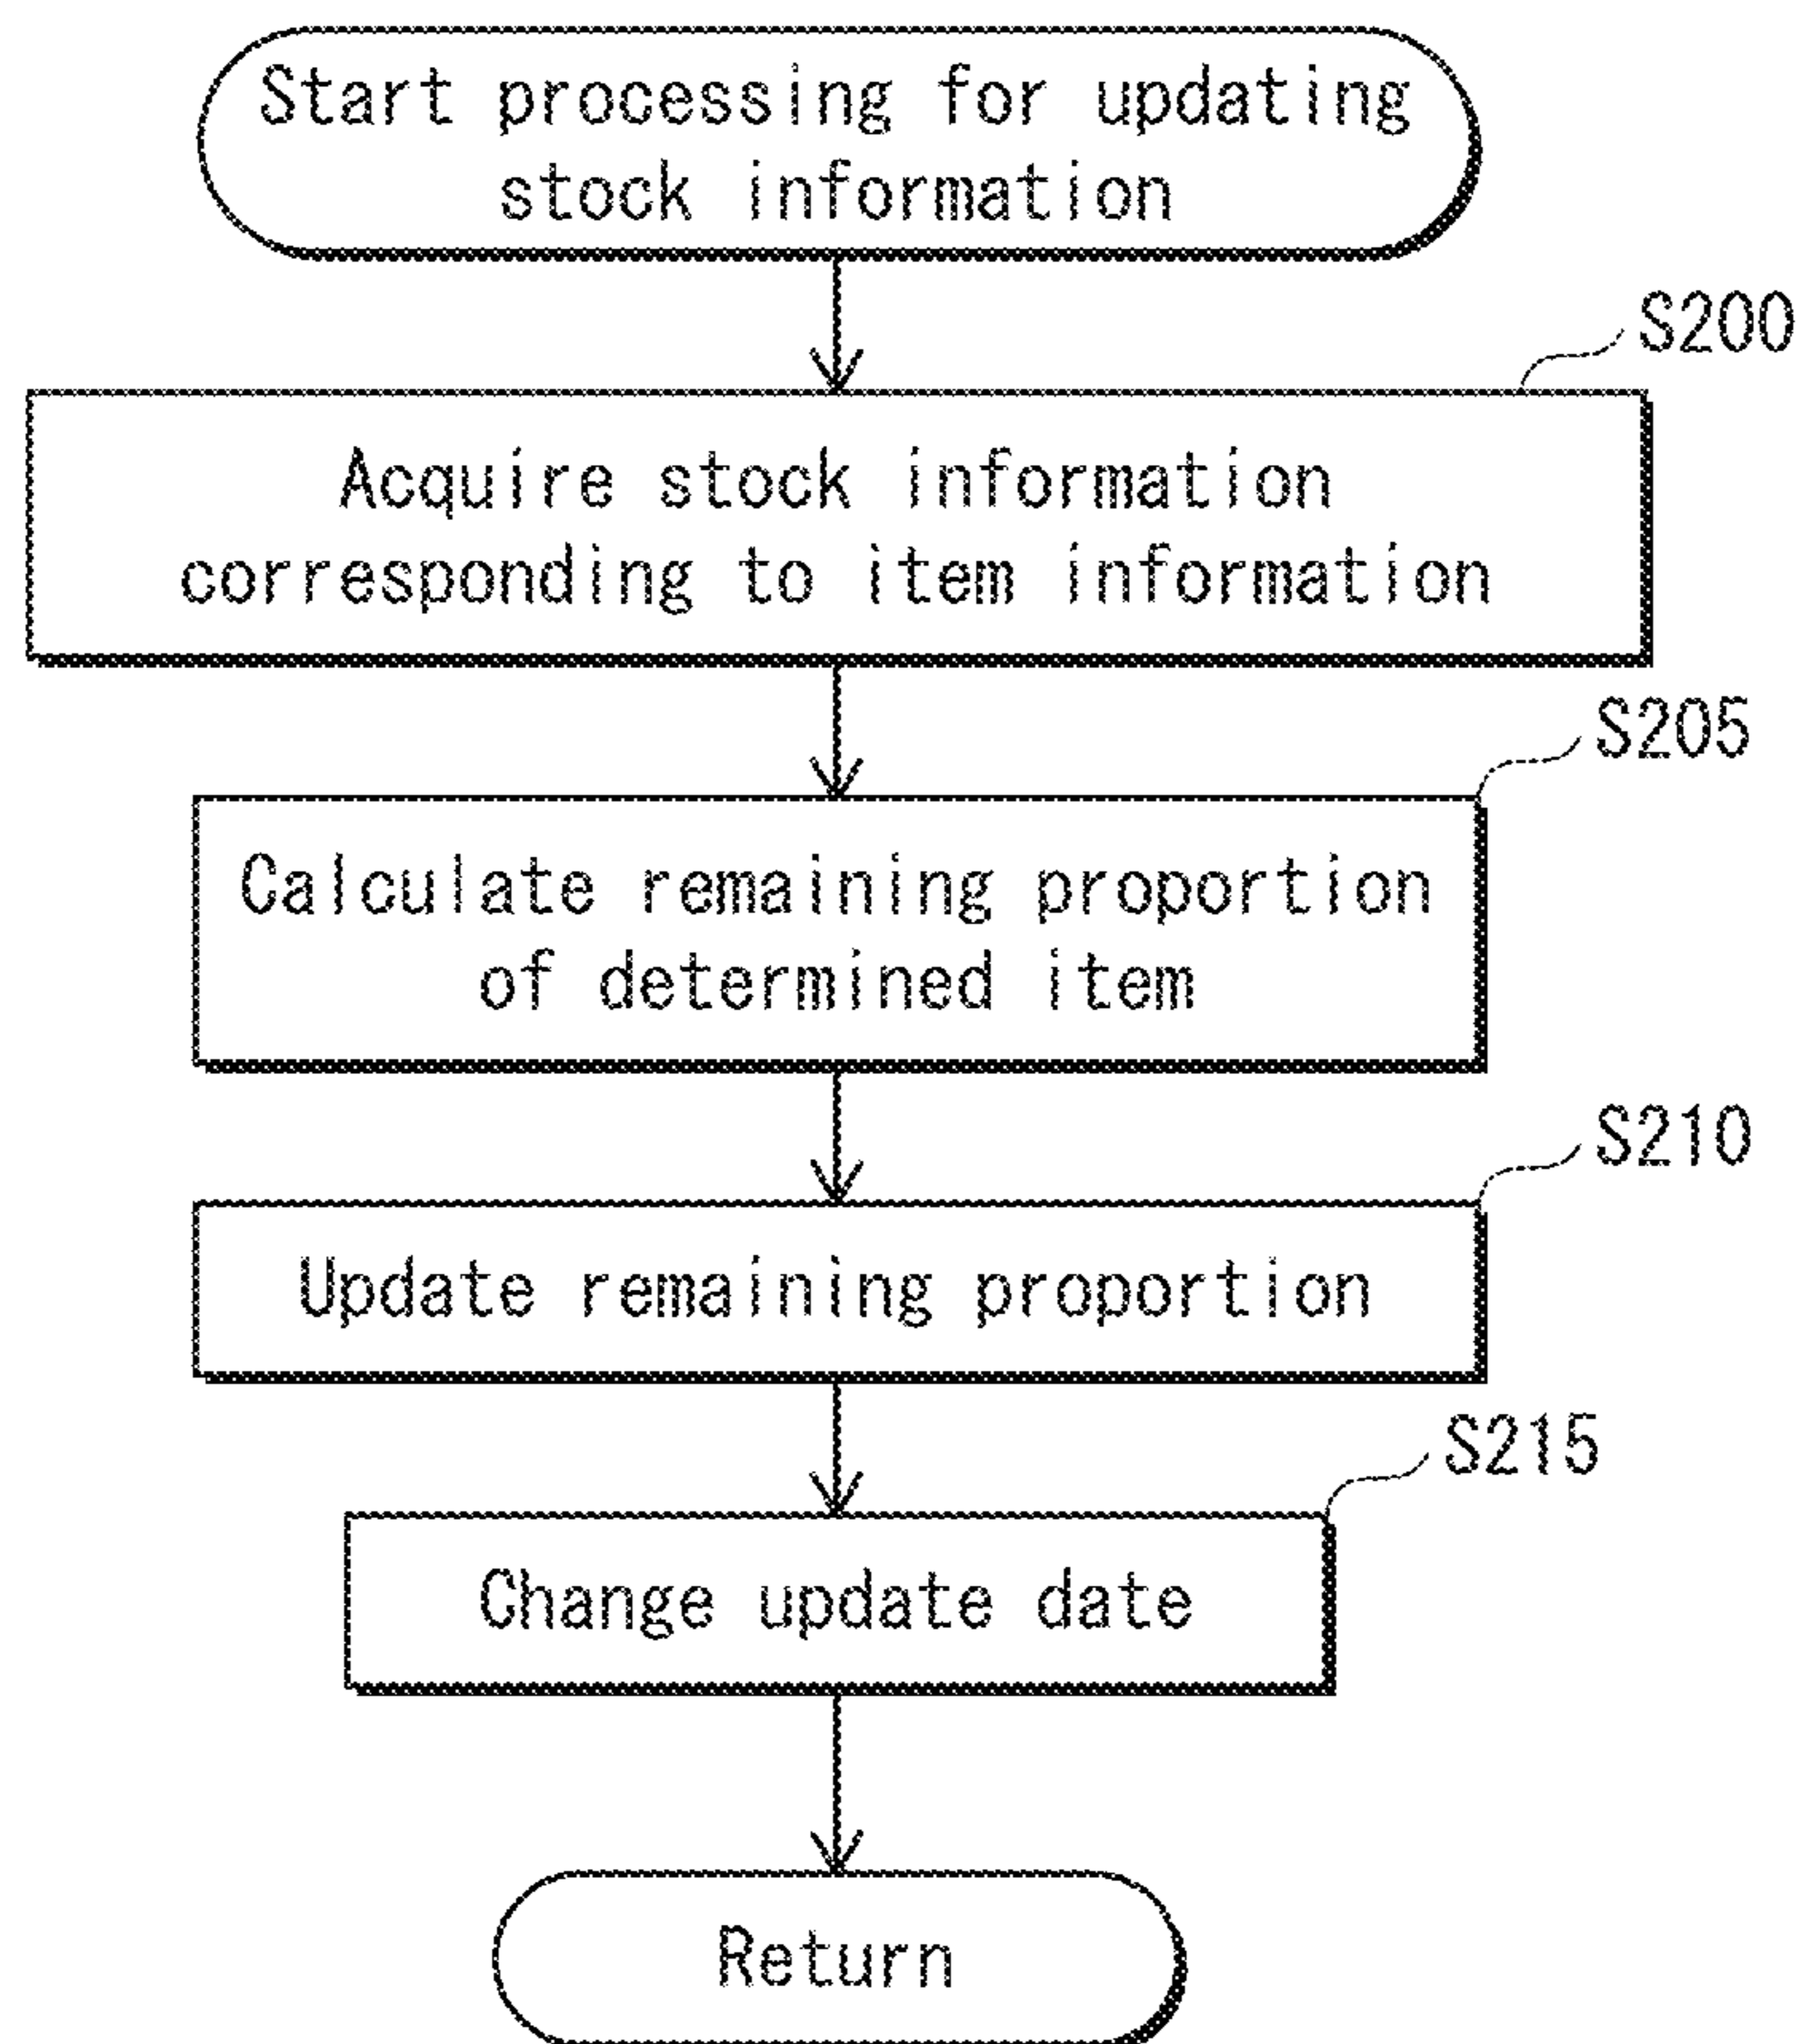 Start processing for updating
stock information
S200
Acquire stock information
corresponding to item information
S205
Calculate remaining proportion
of determined item
S210
Update remaining proportion
S215
Change update date
Return